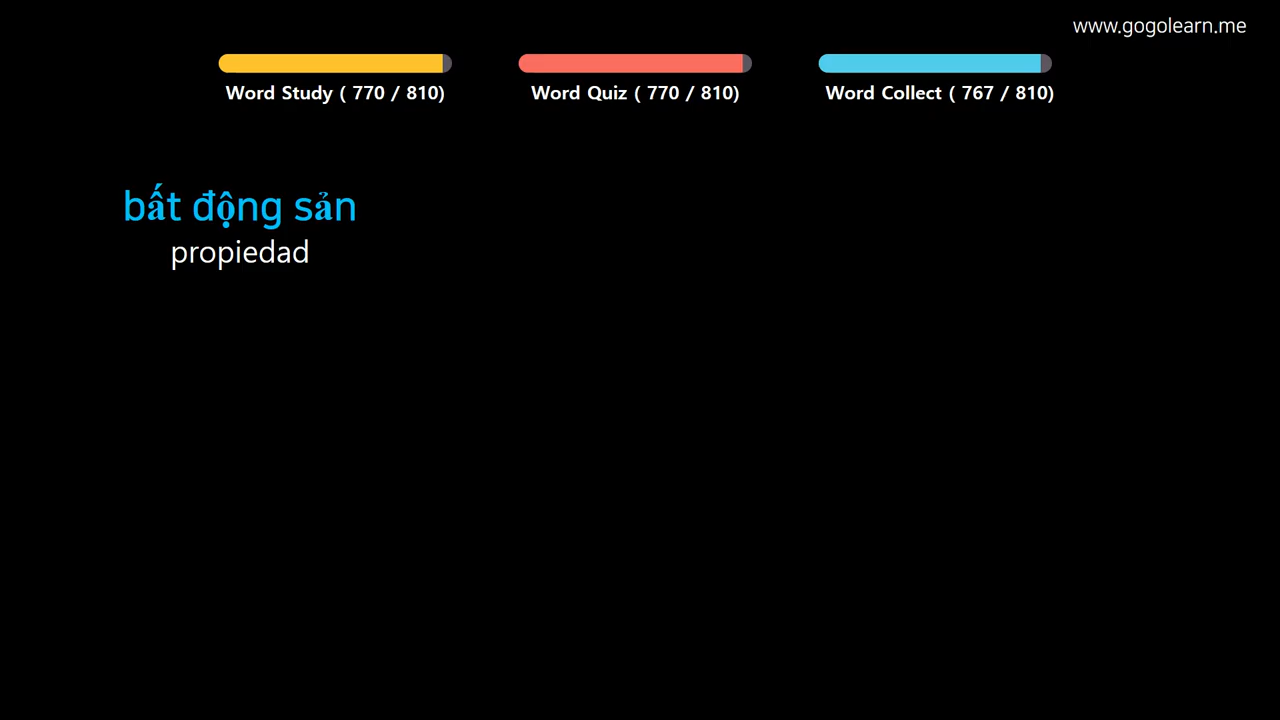 www.gogolearn.me
Word Study ( 770 / 810)
Word Quiz ( 770 / 810)
Word Collect ( 767 / 810)
bất động sản
propiedad